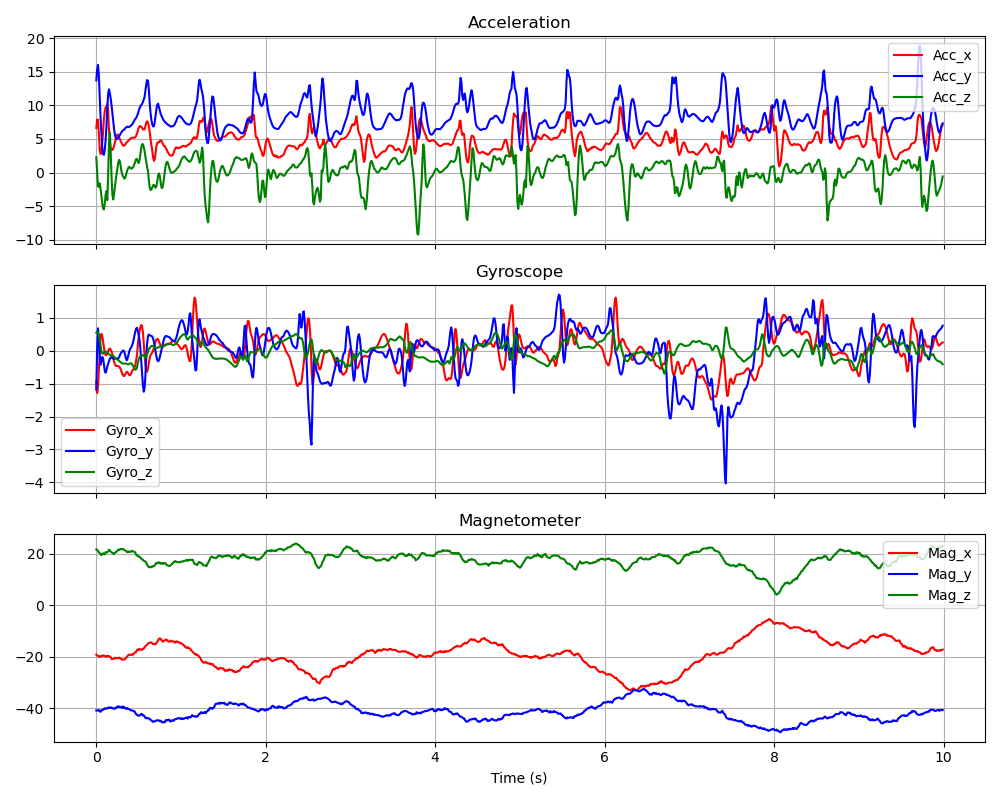 Acceleration
20
15
10
5
0
−5
−10
Acc_x
Acc_y
Acc_z
Gyroscope
1
0
−1
−2
−3
−4
Gyro_x
Gyro_y
Gyro_z
Magnetometer
20
0
−20
−40
Mag_x
Mag_y
Mag_z
0 2 4 6 8 10
Time (s)